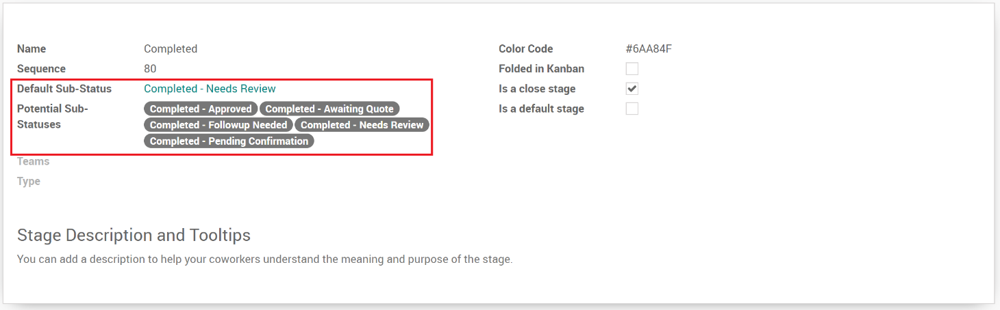 Name Completed Color Code #6AA84F
Sequence 80 Folded in Kanban
Default Sub-Status Completed - Needs Review Is a close stage
Potential Sub- Completed - Approved Completed - Awaiting Quote Is a default stage
Statuses Completed - Followup Needed Completed - Needs Review
Completed - Pending Confirmation
Teams
Type
Stage Description and Tooltips
You can add a description to help your coworkers understand the meaning and purpose of the stage.